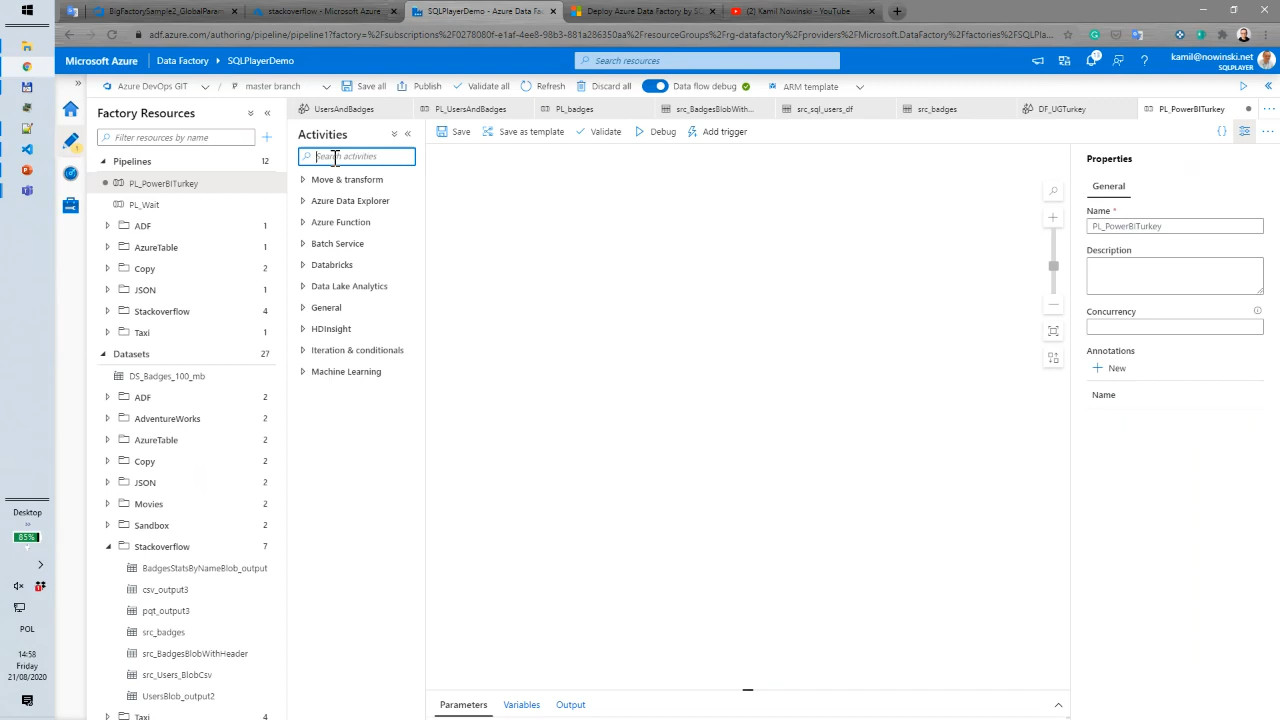 BigFactorySample2_GlobalParam
stackoverflow - Microsoft Azure
SQLPlayerDemo - Azure Data Fac
Deploy Azure Data Factory by SQ
(2) Kamil Nowinski - YouTube
adf.azure.com/authoring/pipeline/pipeline1?factory=%2Fsubscriptions%2F0278080f-e1af-4ee8-98b3-881a286350aa%2FresourceGroups%2Frg-datafactory%2Fproviders%2FMicrosoft.DataFactory%2Ffactories%2FSQLPla...
Microsoft Azure
Data Factory
SQLPlayerDemo
Search resources
13
kamil@nowinski.net
SQLPLAYER
Azure DevOps GIT
master branch
Save all
Publish
Validate all
Refresh
Discard all
Data flow debug
ARM template
Factory Resources
Filter resources by name
Pipelines 12
PL_PowerBITurkey
PL_Wait
ADF 1
AzureTable 1
Copy 2
JSON 1
Stackoverflow 4
Taxi 1
Datasets 27
DS_Badges_100_mb
ADF 2
AdventureWorks 2
AzureTable 2
Copy 2
JSON 2
Movies 2
Sandbox 2
Stackoverflow 7
BadgesStatsByNameBlob_output
csv_output3
pqt_output3
src_badges
src_BadgesBlobWithHeader
src_Users_BlobCsv
UsersBlob_output2
Taxi 4
UsersAndBadges
PL_UsersAndBadges
PL_badges
src_BadgesBlobWith...
src_sql_users_df
src_badges
DF_UGTurkey
PL_PowerBITurkey
Activities
Search activities
Move & transform
Azure Data Explorer
Azure Function
Batch Service
Databricks
Data Lake Analytics
General
HDInsight
Iteration & conditionals
Machine Learning
Save
Save as template
Validate
Debug
Add trigger
Properties
General
Name *
PL_PowerBITurkey
Description
Concurrency
Annotations
New
Name
Parameters
Variables
Output
Desktop
85%
POL
14:58
Friday
21/08/2020